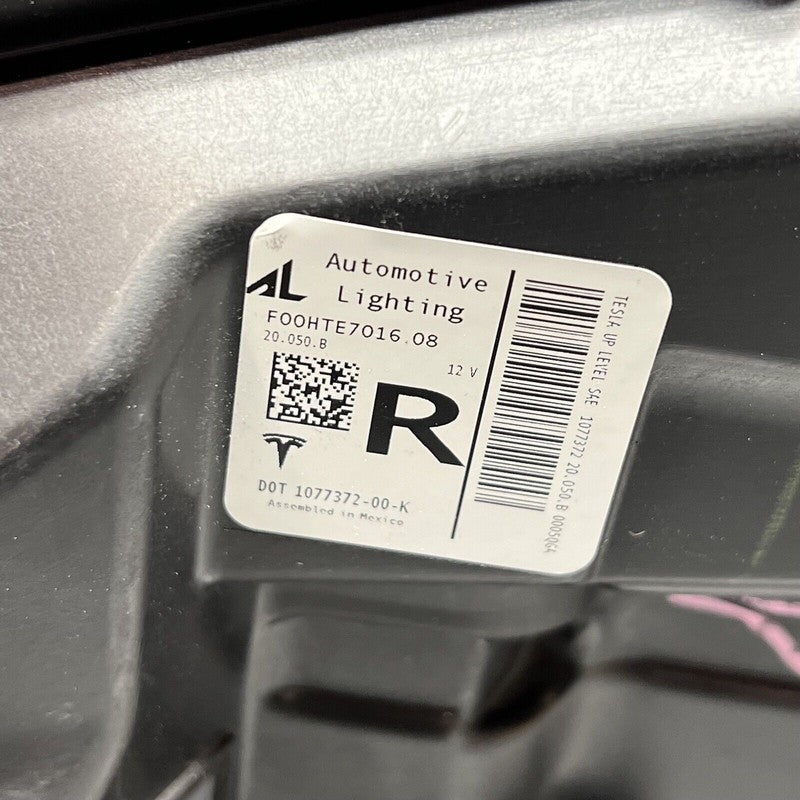 AL
Automotive
Lighting
F00HTE7016.08
20.050.B
12 V
R
DOT 1077372-00-K
Assembled in Mexico
TESLA UP LEVEL SAE 1077372 20.050.B 0005Q64